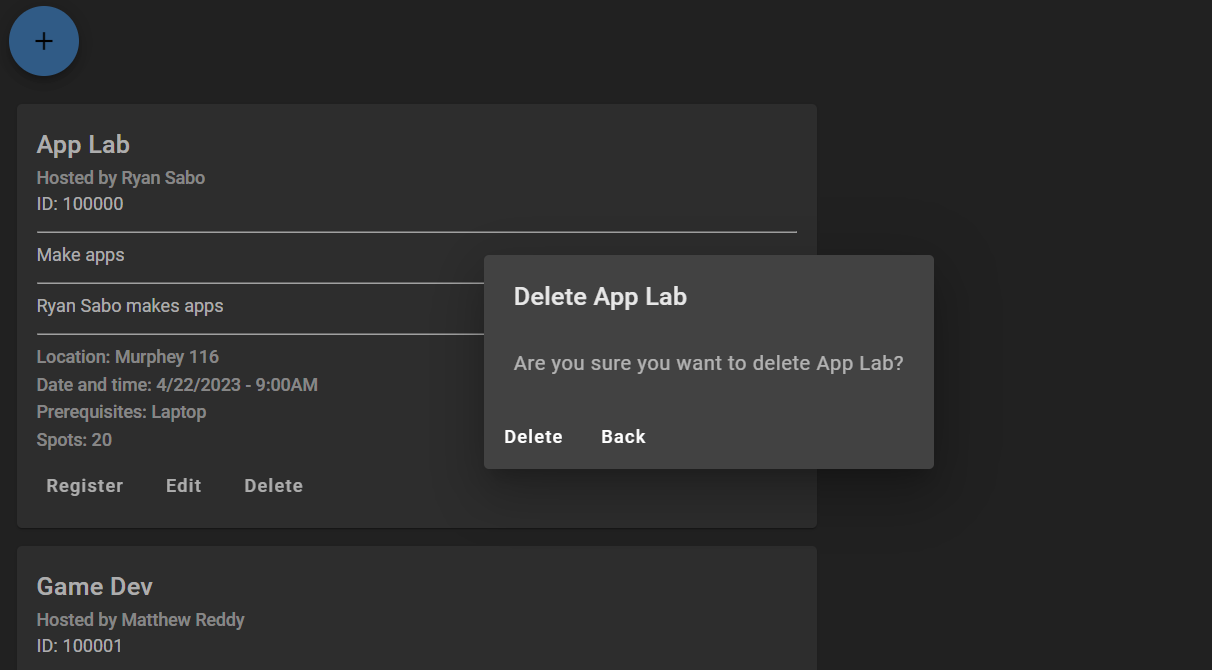 +
App Lab
Hosted by Ryan Sabo
ID: 100000
Make apps
Ryan Sabo makes apps
Location: Murphey 116
Date and time: 4/22/2023 - 9:00AM
Prerequisites: Laptop
Spots: 20
Register Edit Delete
Delete App Lab
Are you sure you want to delete App Lab?
Delete Back
Game Dev
Hosted by Matthew Reddy
ID: 100001